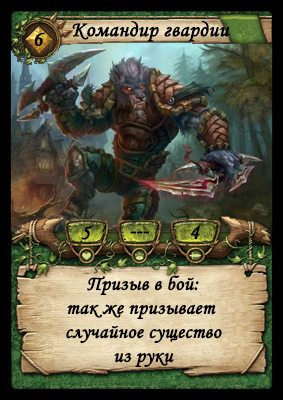 6 Командир гвардии
5 --- 4
Призыв в бой:
так же призывает
случайное существо
из руки